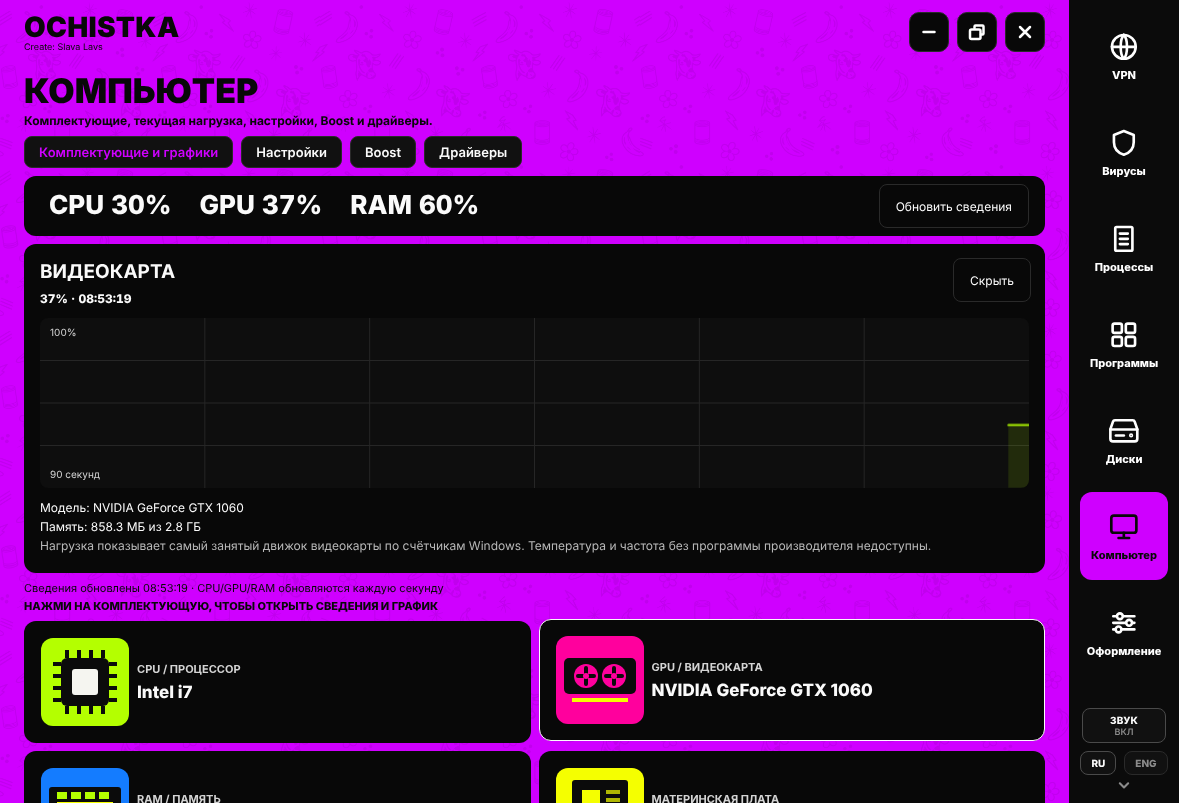 OCHISTKA
Create: Slava Lavs
КОМПЬЮТЕР
Комплектующие, текущая нагрузка, настройки, Boost и драйверы.
Комплектующие и графики
Настройки
Boost
Драйверы
CPU 30% GPU 37% RAM 60%
Обновить сведения
ВИДЕОКАРТА
37% · 08:53:19
Скрыть
100%
90 секунд
Модель: NVIDIA GeForce GTX 1060
Память: 858.3 МБ из 2.8 ГБ
Нагрузка показывает самый занятый движок видеокарты по счётчикам Windows. Температура и частота без программы производителя недоступны.
Сведения обновлены 08:53:19 · CPU/GPU/RAM обновляются каждую секунду
НАЖМИ НА КОМПЛЕКТУЮЩУЮ, ЧТОБЫ ОТКРЫТЬ СВЕДЕНИЯ И ГРАФИК
CPU / ПРОЦЕССОР
Intel i7
GPU / ВИДЕОКАРТА
NVIDIA GeForce GTX 1060
RAM / ПАМЯТЬ
МАТЕРИНСКАЯ ПЛАТА
VPN
Вирусы
Процессы
Программы
Диски
Компьютер
Оформление
ЗВУК
ВКЛ
RU
ENG